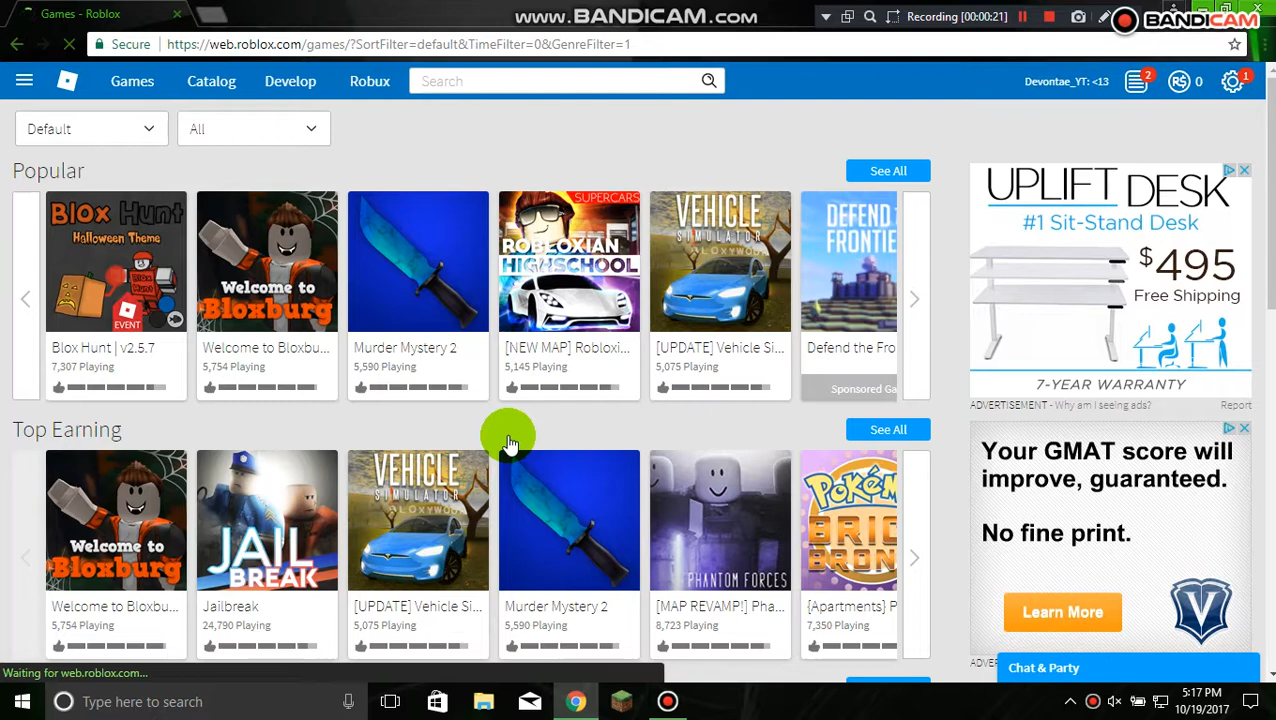 Games - Roblox
www.BANDICAM.com
Recording [00:00:21]
BANDICAM
Secure
https://web.roblox.com/games/?SortFilter=default&TimeFilter=0&GenreFilter=1
Games
Catalog
Develop
Robux
Search
Devontae_YT: <13
2
R$ 0
1
Default
All
Popular
See All
Blox Hunt
Halloween Theme
EVENT
Welcome to
Bloxburg
SUPERCARS
ROBLOXIAN
HIGHSCHOOL
VEHICLE
SIMULATOR
DEFEND
FRONTIE
Blox Hunt | v2.5.7
7,307 Playing
Welcome to Bloxbu...
5,754 Playing
Murder Mystery 2
5,590 Playing
[NEW MAP] Robloxi...
5,145 Playing
[UPDATE] Vehicle Si...
5,075 Playing
Defend the Fro
Sponsored Ga
Top Earning
See All
Welcome to
Bloxburg
JAIL
BREAK
VEHICLE
SIMULATOR
PHANTOM FORCES
POKéM
BRIC
BRON
Welcome to Bloxbu...
5,754 Playing
Jailbreak
24,790 Playing
[UPDATE] Vehicle Si...
5,075 Playing
Murder Mystery 2
5,590 Playing
[MAP REVAMP!] Pha...
8,723 Playing
{Apartments} P
7,350 Playing
UPLIFT DESK
#1 Sit-Stand Desk
$495
Free Shipping
7-YEAR WARRANTY
ADVERTISEMENT - Why am I seeing ads?
Report
Your GMAT score will
improve, guaranteed.
No fine print.
Learn More
V
ADVE
Chat & Party
Waiting for web.roblox.com...
Type here to search
5:17 PM
10/19/2017